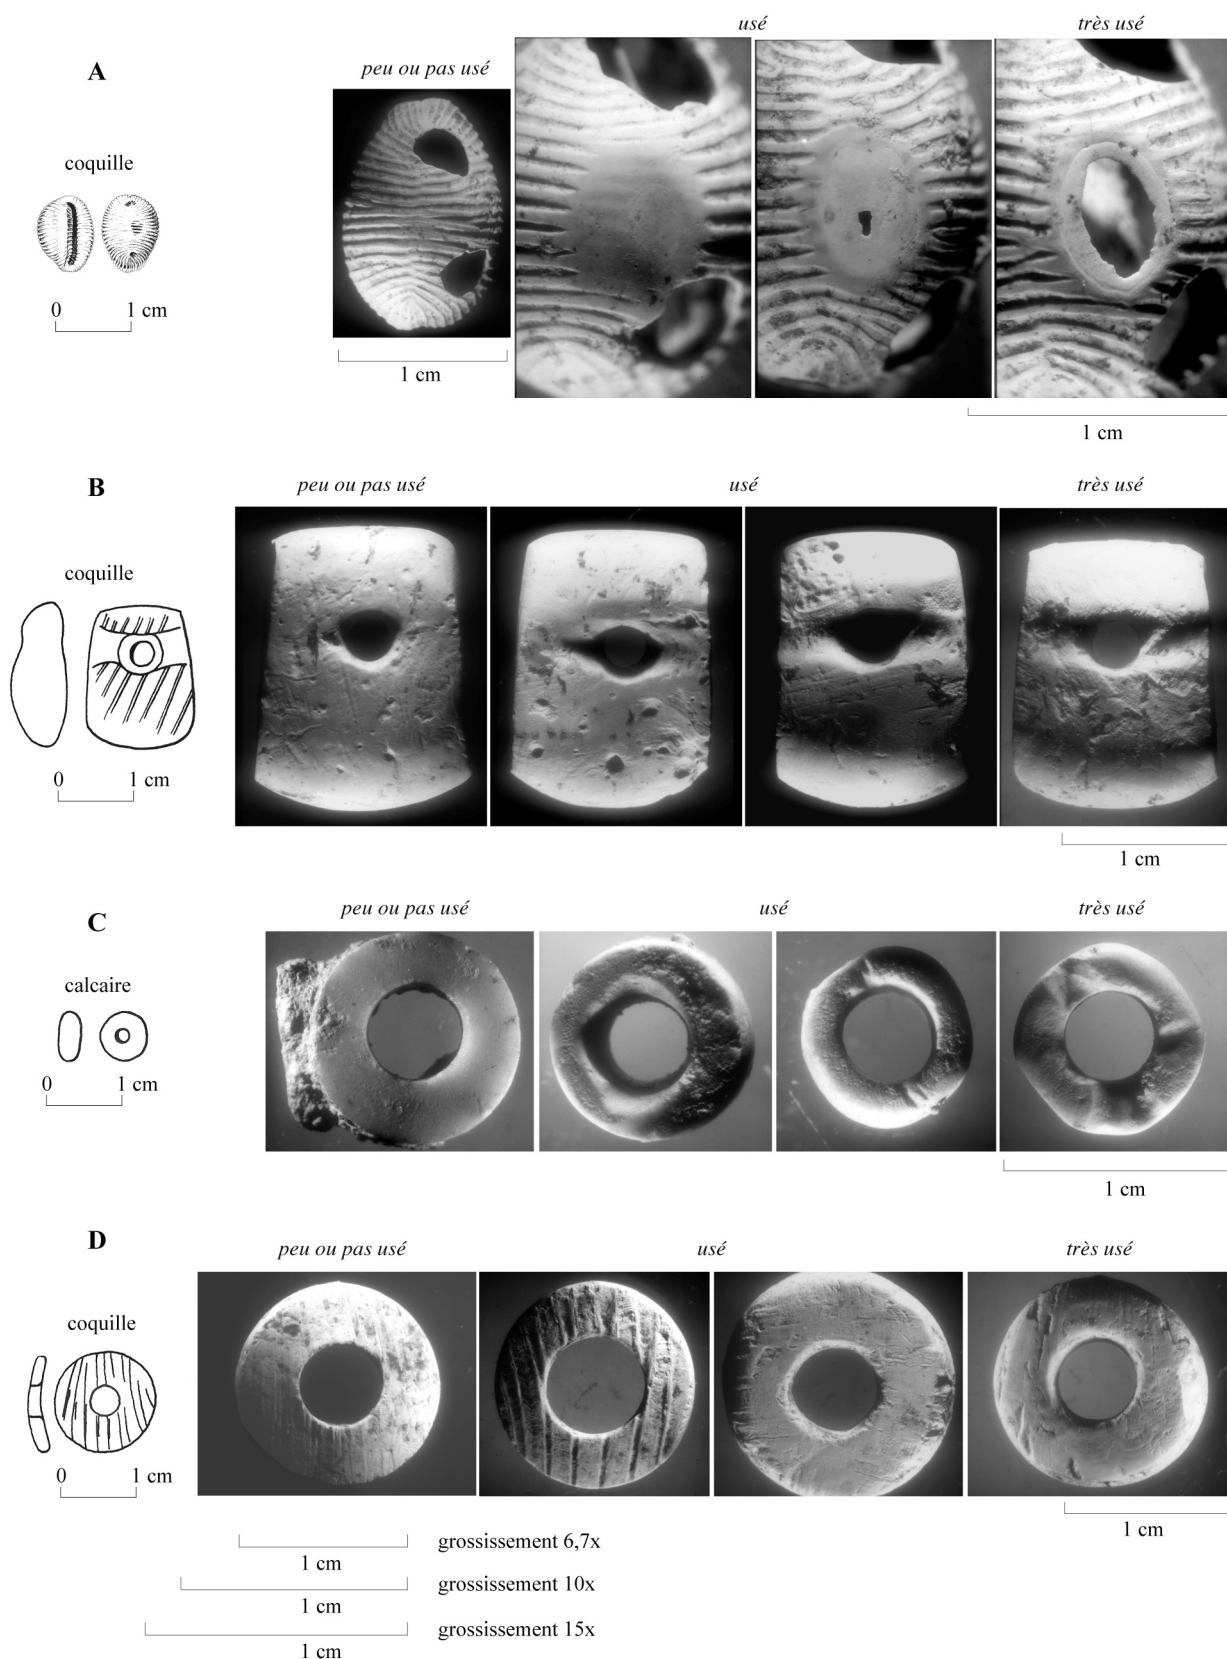 A
usé
très usé
peu ou pas usé
coquille
0 1 cm
1 cm
1 cm
B
peu ou pas usé
usé
très usé
coquille
0 1 cm
1 cm
C
peu ou pas usé
usé
très usé
calcaire
0 1 cm
1 cm
D
peu ou pas usé
usé
très usé
coquille
0 1 cm
1 cm
grossissement 6,7x
1 cm
grossissement 10x
1 cm
grossissement 15x
1 cm